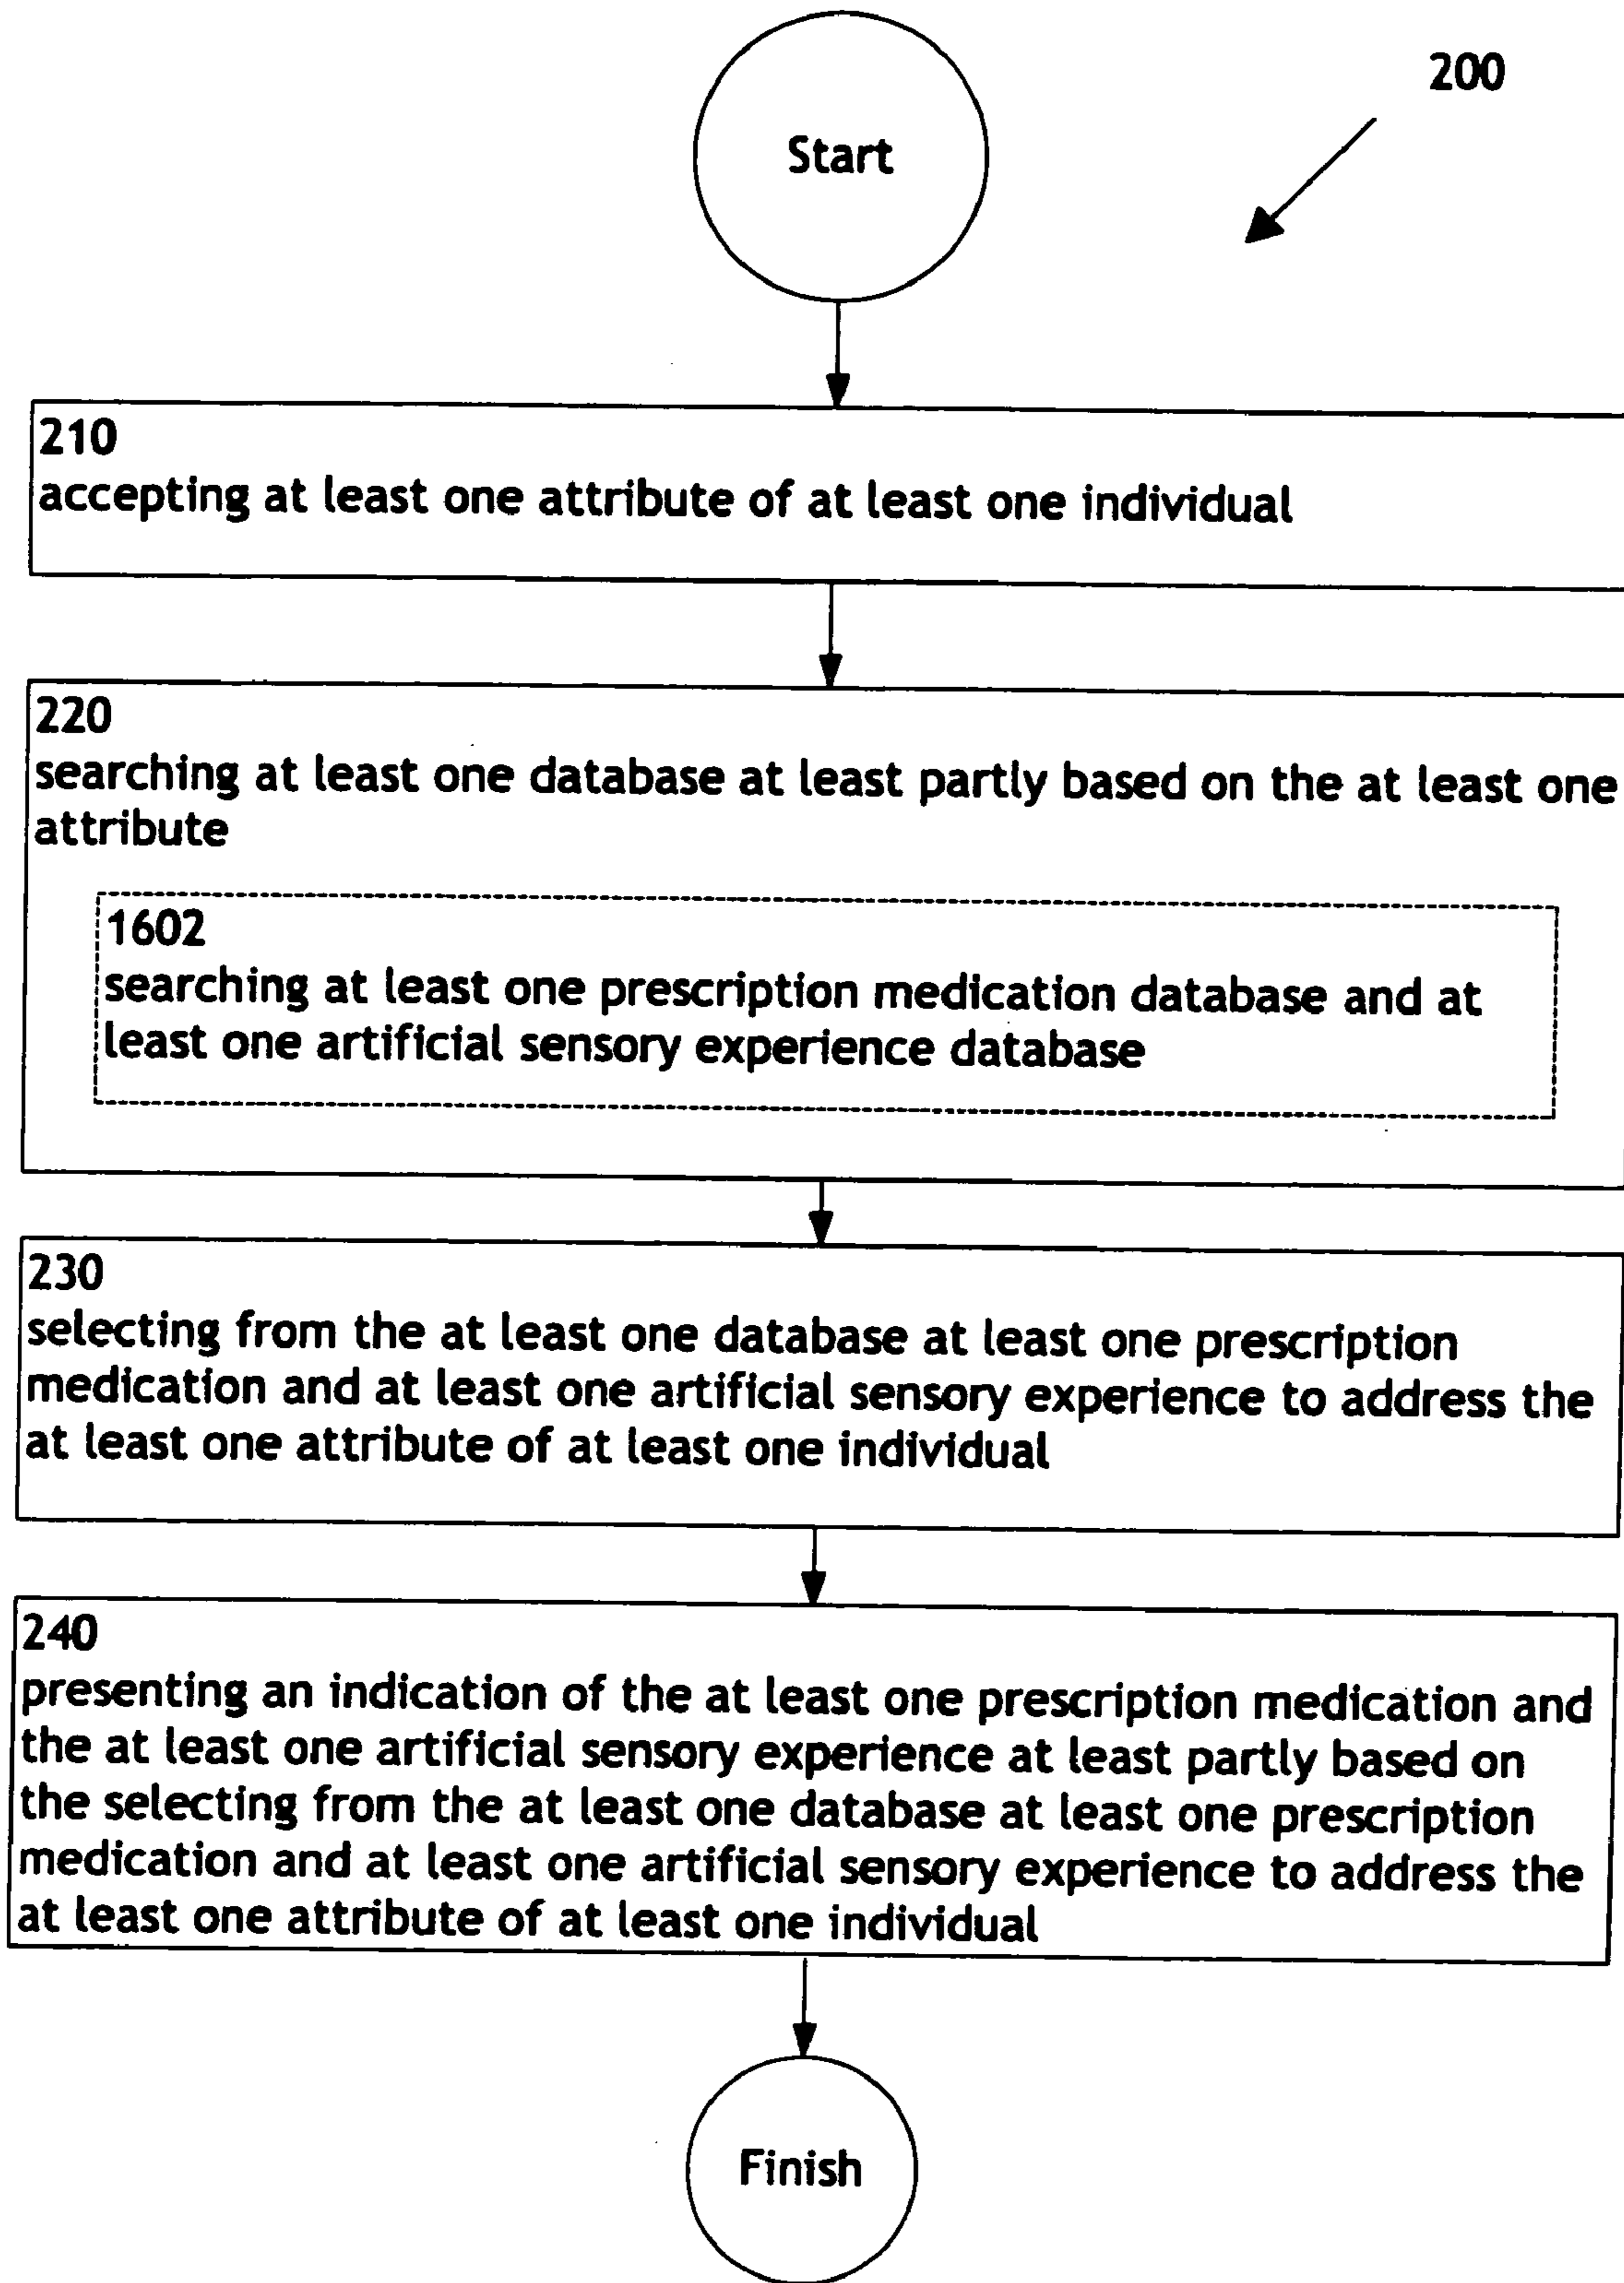 200
Start
210
accepting at least one attribute of at least one individual
220
searching at least one database at least partly based on the at least one
attribute
1602
searching at least one prescription medication database and at
least one artificial sensory experience database
230
selecting from the at least one database at least one prescription
medication and at least one artificial sensory experience to address the
at least one attribute of at least one individual
240
presenting an indication of the at least one prescription medication and
the at least one artificial sensory experience at least partly based on
the selecting from the at least one database at least one prescription
medication and at least one artificial sensory experience to address the
at least one attribute of at least one individual
Finish